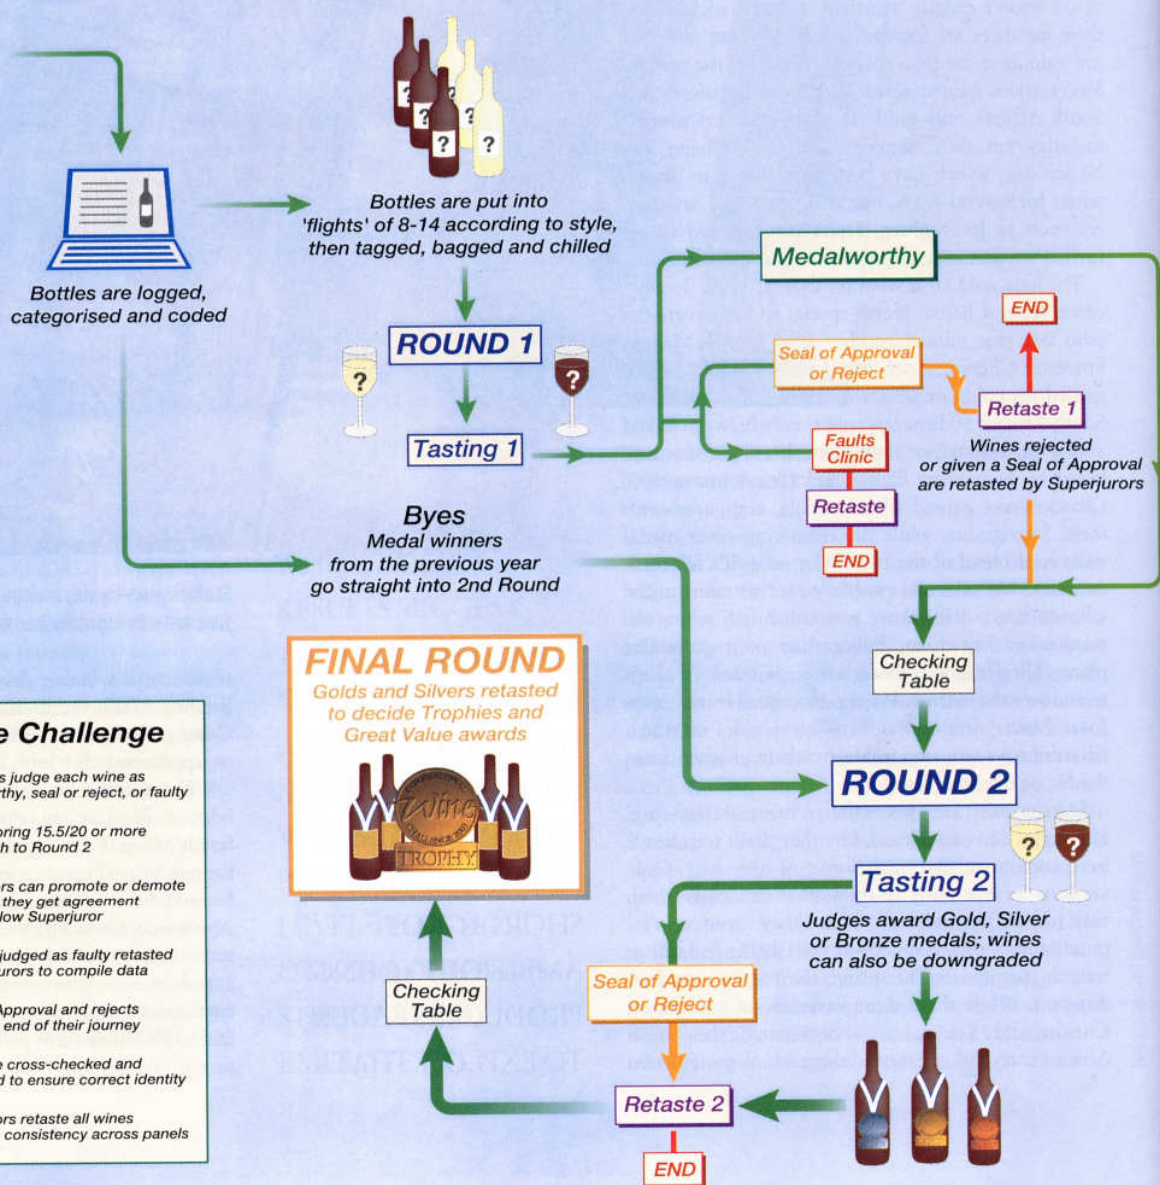 Bottles are logged,
categorised and coded
?
?
?
?
?
?
Bottles are put into
'flights' of 8-14 according to style,
then tagged, bagged and chilled
ROUND 1
?
?
Tasting 1
Medalworthy
Seal of Approval
or Reject
END
Retaste 1
Wines rejected
or given a Seal of Approval
are retasted by Superjurors
Faults
Clinic
Retaste
END
Byes
Medal winners
from the previous year
go straight into 2nd Round
Checking
Table
ROUND 2
?
?
Tasting 2
Judges award Gold, Silver
or Bronze medals; wines
can also be downgraded
Seal of Approval
or Reject
Retaste 2
END
Checking
Table
FINAL ROUND
Golds and Silvers retasted
to decide Trophies and
Great Value awards
Wine
TROPHY
e Challenge
s judge each wine as
rthy, seal or reject, or faulty
oring 15.5/20 or more
h to Round 2
rs can promote or demote
they get agreement
low Superjuror
judged as faulty retasted
urors to compile data
Approval and rejects
end of their journey
e cross-checked and
d to ensure correct identity
ors retaste all wines
consistency across panels